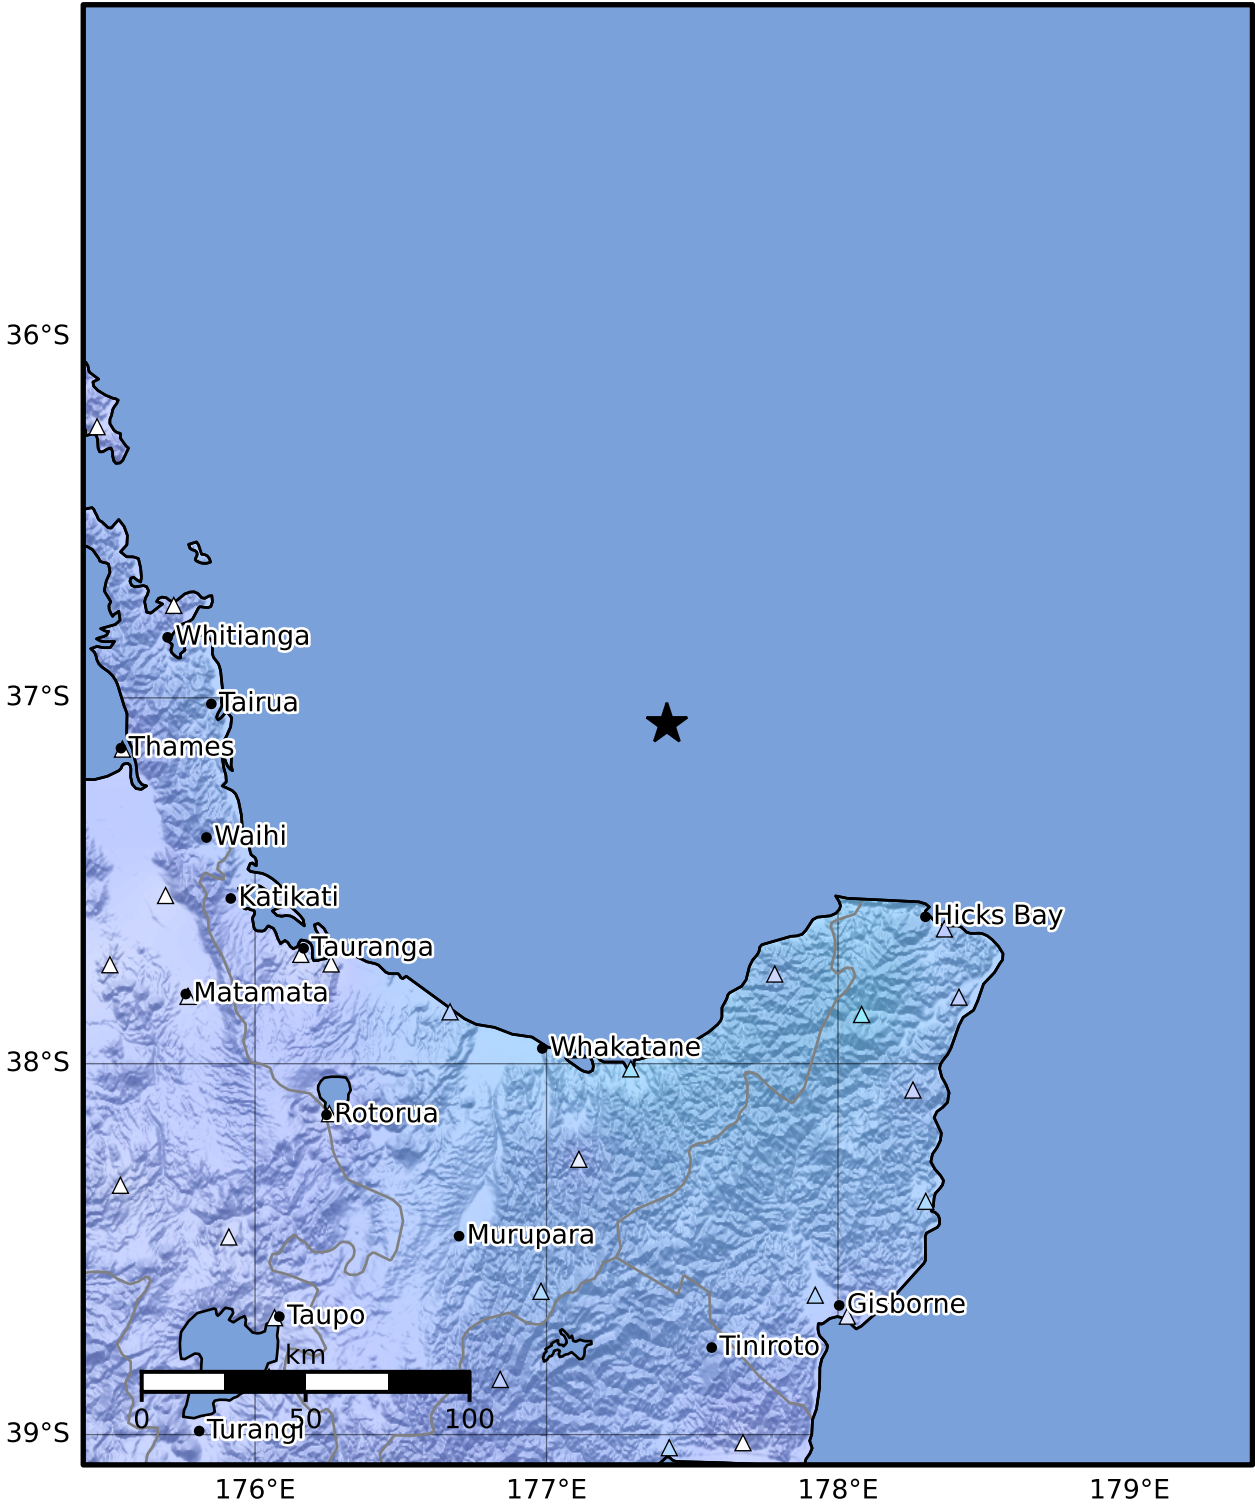 36°S
Whitianga
37°S
Tairua
Thames
Waihi
Katikati
Hicks Bay
Tauranga
Matamata
38°S
Whakatane
Rotorua
Murupara
Gisborne
Taupo
Tiniroto
km
0 50 100
Turangi
39°S
176°E 177°E 178°E 179°E